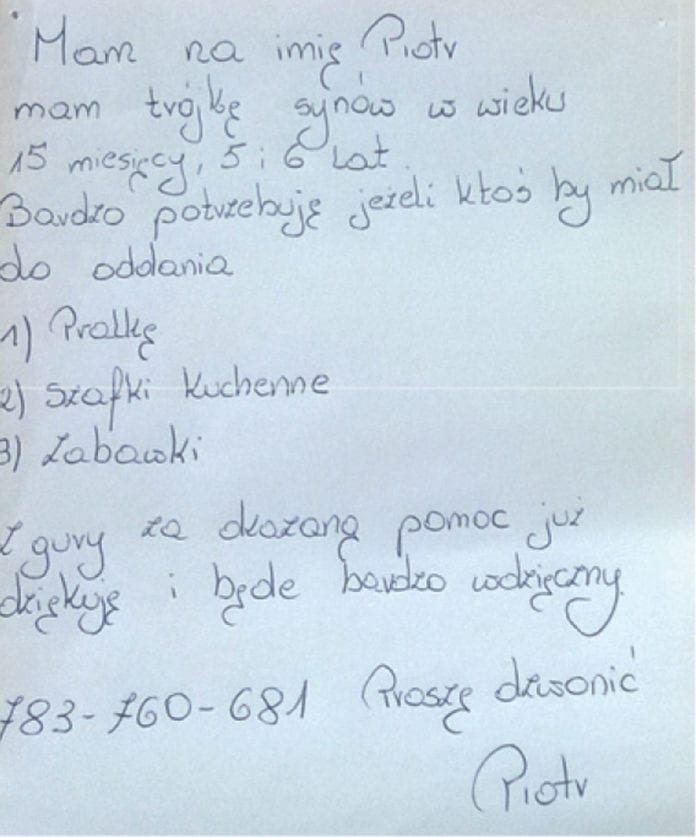 Mam na imię Piotr
mam trójkę synów w wieku
15 miesięcy, 5 i 6 lat.
Bardzo potrzebuję jeżeli ktoś by miał
do oddania
1) Pralkę
2) Szafki Kuchenne
3) Zabawki
Z gury za okazaną pomoc już
dziękuję i będe bardzo wdzięczny.
783-760-681 Proszę dzwonić
Piotr